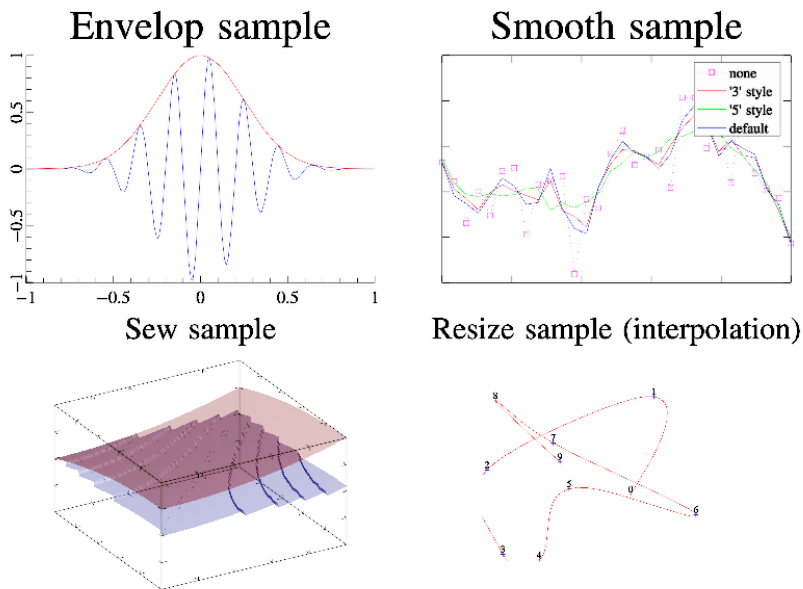 Envelop sample
Smooth sample
1
0.5
0
−0.5
−1
−1
−0.5
0
0.5
1
none
'3' style
'5' style
default
Sew sample
Resize sample (interpolation)
8
1
7
2
9
5
0
6
3
4